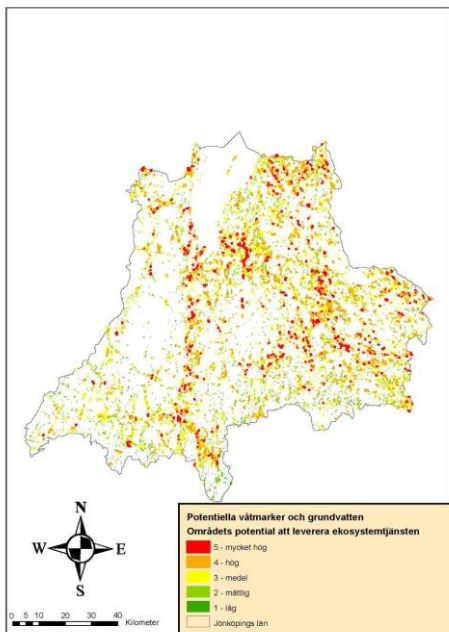 N
W E
S
0 5 10 20 30 40
Kilometer
Potentiella våtmarker och grundvatten
Områdets potential att leverera ekosystemtjänsten
5 - mycket hög
4 - hög
3 - medel
2 - måttlig
1 - låg
Jönköpings län